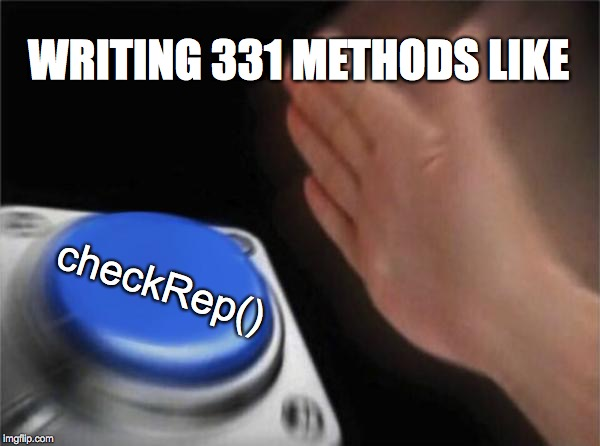 WRITING 331 METHODS LIKE
checkRep()
imgflip.com